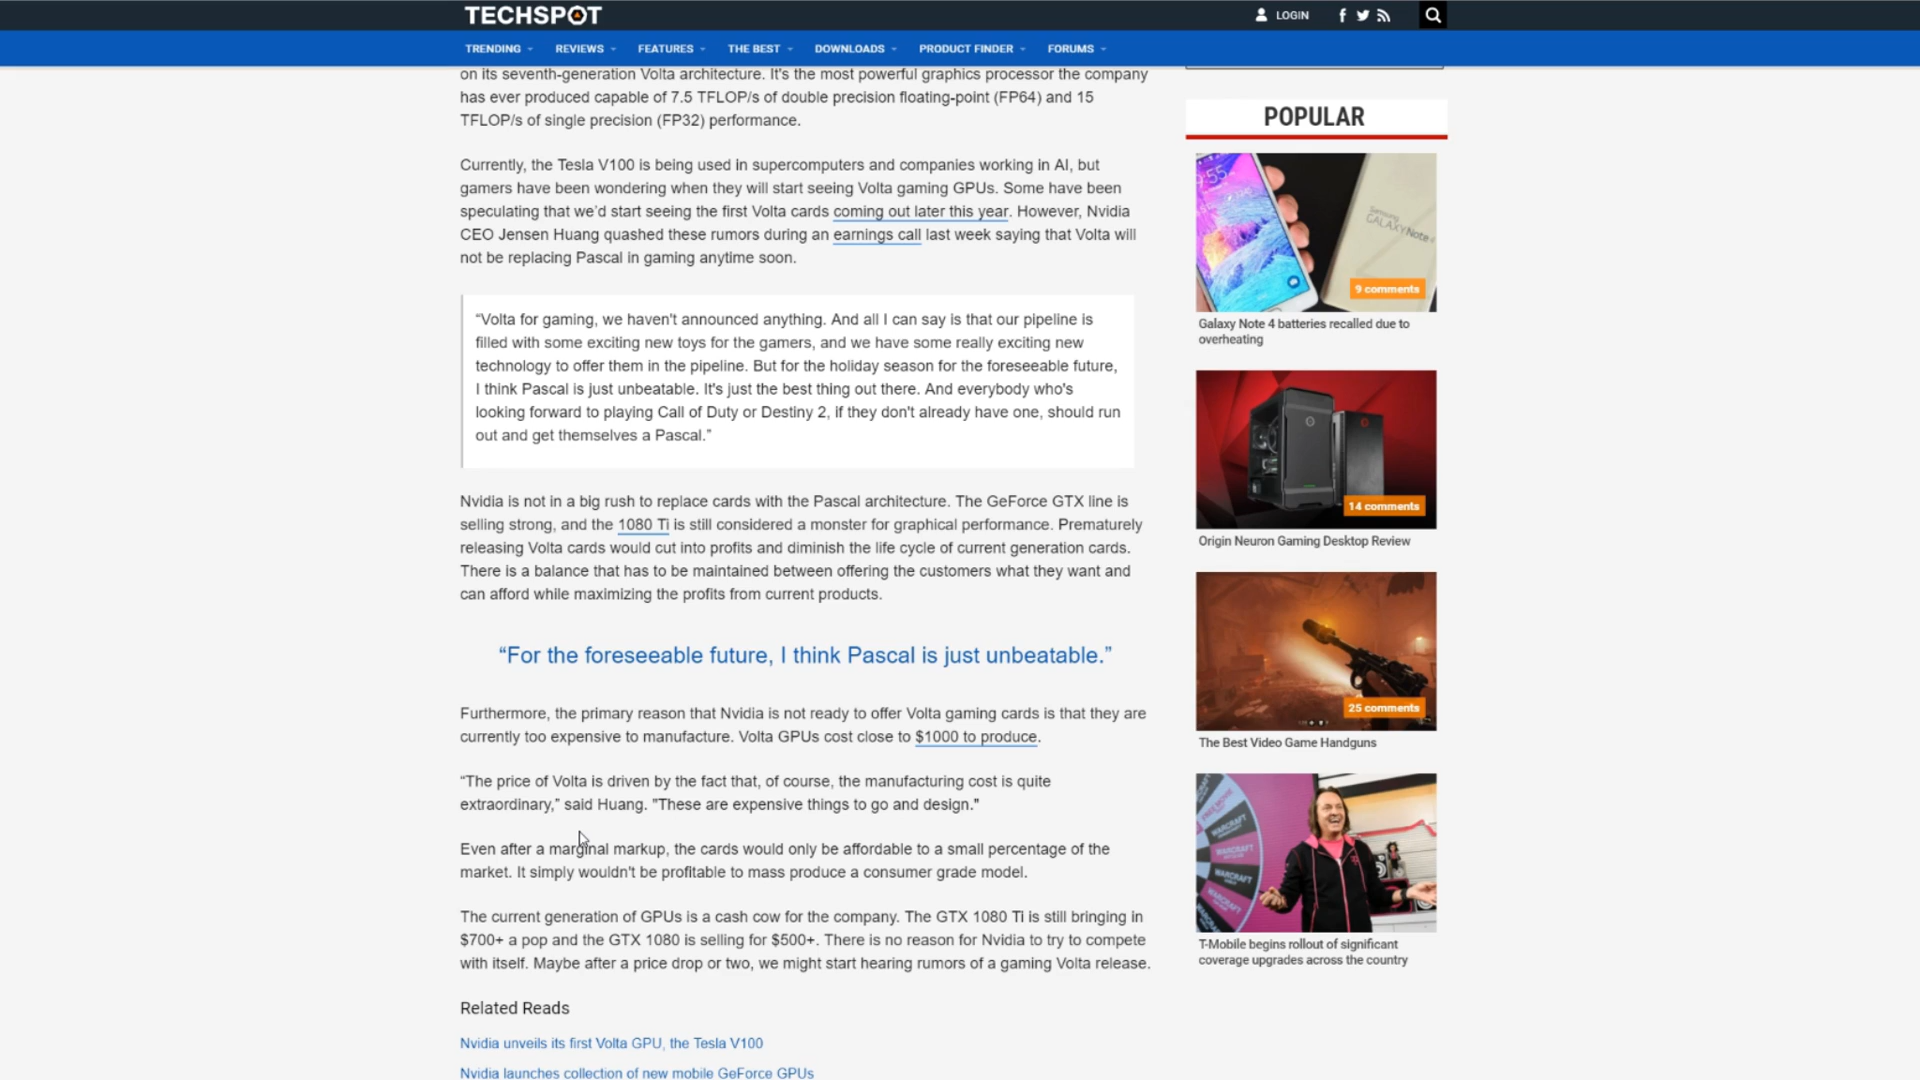 TECHSPOT
LOGIN
TRENDING
REVIEWS
FEATURES
THE BEST
DOWNLOADS
PRODUCT FINDER
FORUMS
on its seventh-generation Volta architecture. It's the most powerful graphics processor the company
has ever produced capable of 7.5 TFLOP/s of double precision floating-point (FP64) and 15
TFLOP/s of single precision (FP32) performance.
Currently, the Tesla V100 is being used in supercomputers and companies working in AI, but
gamers have been wondering when they will start seeing Volta gaming GPUs. Some have been
speculating that we'd start seeing the first Volta cards coming out later this year. However, Nvidia
CEO Jensen Huang quashed these rumors during an earnings call last week saying that Volta will
not be replacing Pascal in gaming anytime soon.
“Volta for gaming, we haven't announced anything. And all I can say is that our pipeline is
filled with some exciting new toys for the gamers, and we have some really exciting new
technology to offer them in the pipeline. But for the holiday season for the foreseeable future,
I think Pascal is just unbeatable. It's just the best thing out there. And everybody who's
looking forward to playing Call of Duty or Destiny 2, if they don't already have one, should run
out and get themselves a Pascal.”
Nvidia is not in a big rush to replace cards with the Pascal architecture. The GeForce GTX line is
selling strong, and the 1080 Ti is still considered a monster for graphical performance. Prematurely
releasing Volta cards would cut into profits and diminish the life cycle of current generation cards.
There is a balance that has to be maintained between offering the customers what they want and
can afford while maximizing the profits from current products.
“For the foreseeable future, I think Pascal is just unbeatable.”
Furthermore, the primary reason that Nvidia is not ready to offer Volta gaming cards is that they are
currently too expensive to manufacture. Volta GPUs cost close to $1000 to produce.
“The price of Volta is driven by the fact that, of course, the manufacturing cost is quite
extraordinary,” said Huang. "These are expensive things to go and design."
Even after a marginal markup, the cards would only be affordable to a small percentage of the
market. It simply wouldn't be profitable to mass produce a consumer grade model.
The current generation of GPUs is a cash cow for the company. The GTX 1080 Ti is still bringing in
$700+ a pop and the GTX 1080 is selling for $500+. There is no reason for Nvidia to try to compete
with itself. Maybe after a price drop or two, we might start hearing rumors of a gaming Volta release.
Related Reads
Nvidia unveils its first Volta GPU, the Tesla V100
Nvidia launches collection of new mobile GeForce GPUs
POPULAR
9:55
Samsung
GALAXY Note 4
9 comments
Galaxy Note 4 batteries recalled due to
overheating
14 comments
Origin Neuron Gaming Desktop Review
25 comments
The Best Video Game Handguns
WARCRAFT
WARCRAFT
WARCRAFT
WARCRAFT
T-Mobile begins rollout of significant
coverage upgrades across the country